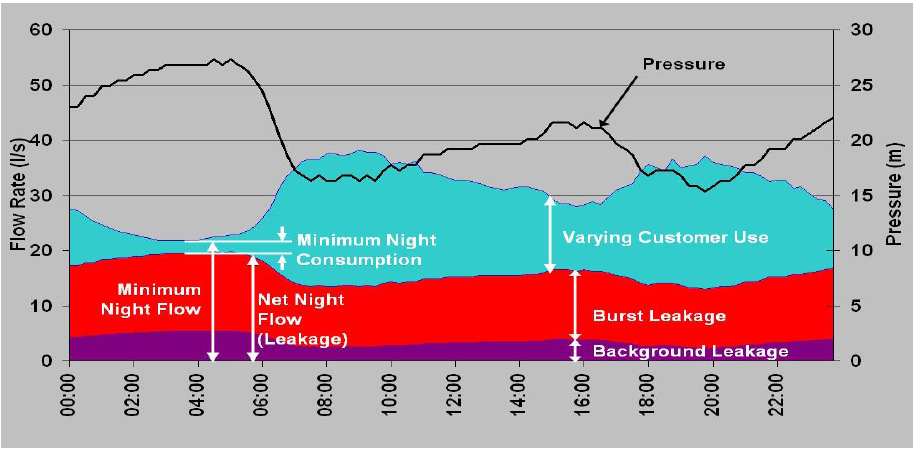 60
50
40
30
20
10
0
Flow Rate (l/s)
30
25
20
15
10
5
0
Pressure (m)
Pressure
Minimum Night
Consumption
Varying Customer Use
Minimum
Night Flow
Net Night
Flow
(Leakage)
Burst Leakage
Background Leakage
00:00
02:00
04:00
06:00
08:00
10:00
12:00
14:00
16:00
18:00
20:00
22:00